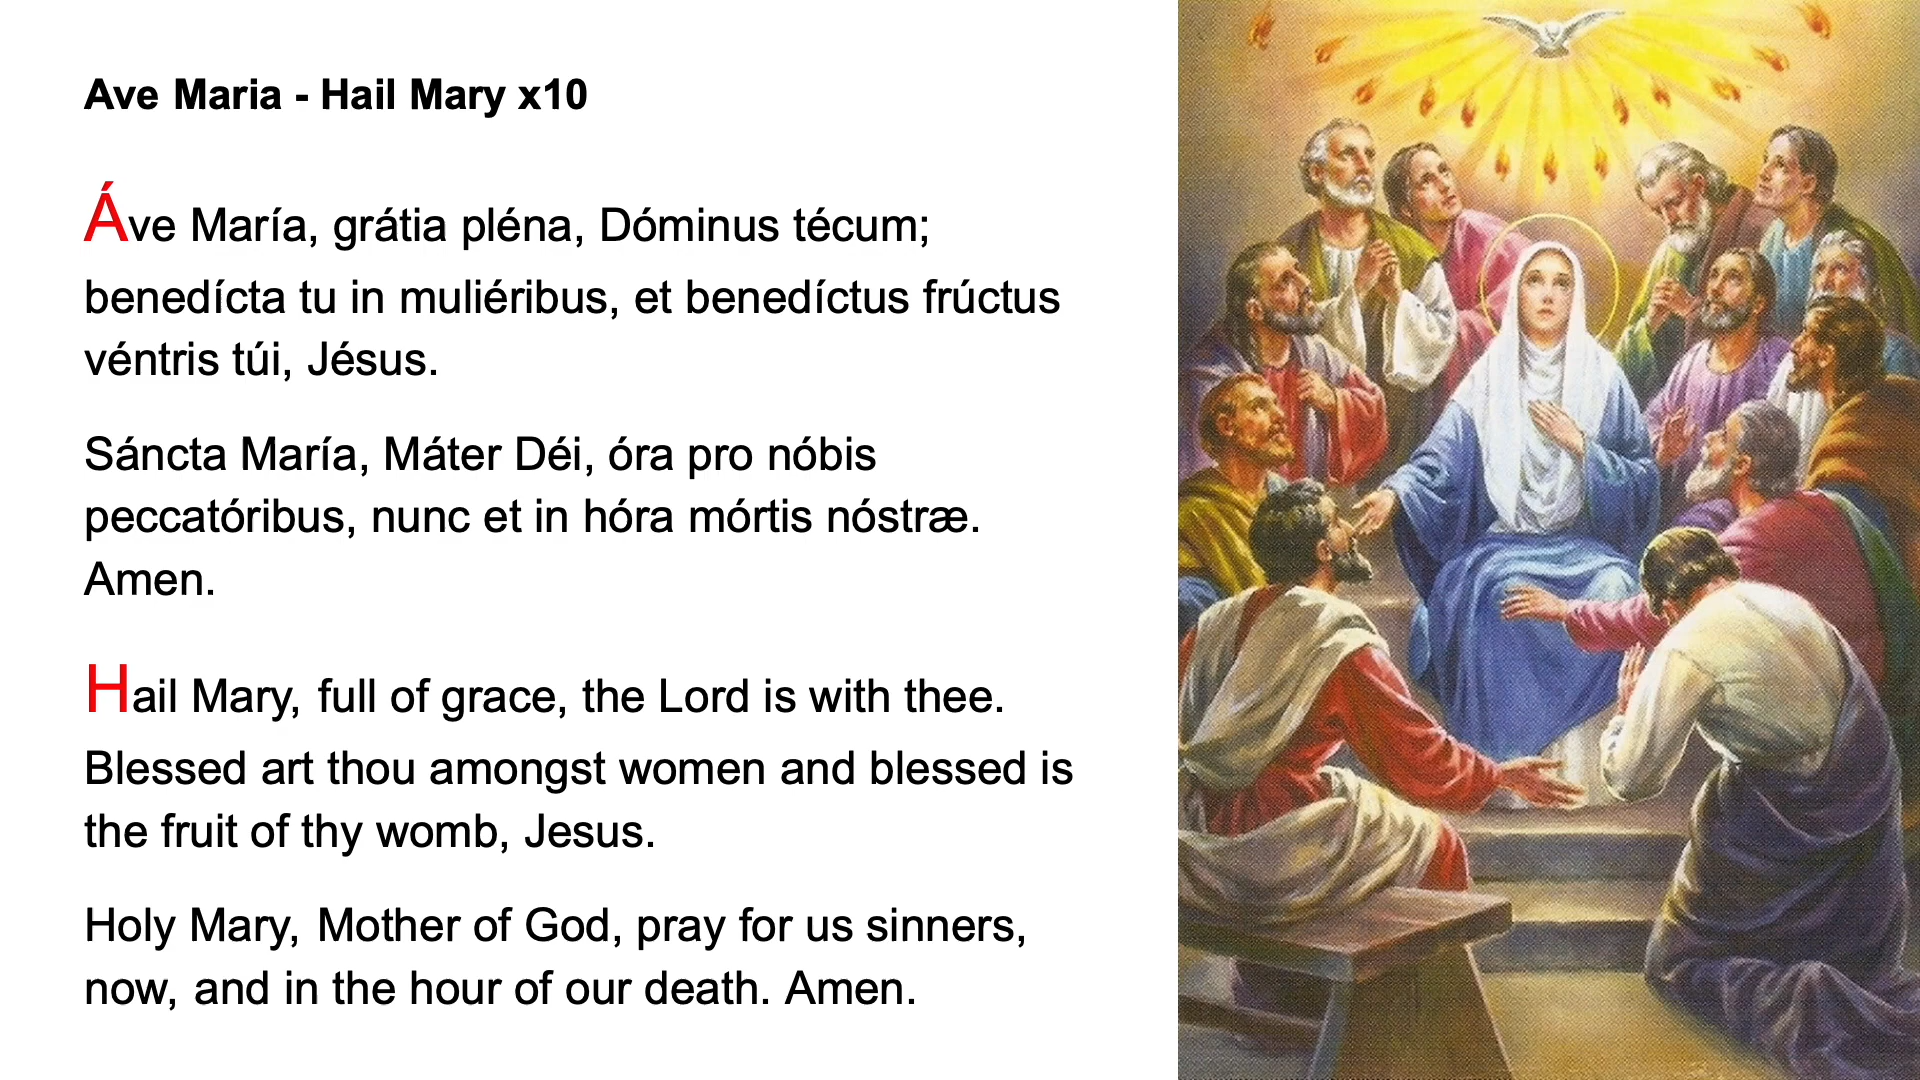 Ave Maria - Hail Mary x10
Áve María, grátia pléna, Dóminus técum;
benedícta tu in muliéribus, et benedíctus frúctus
véntris túi, Jésus.
Sáncta María, Máter Déi, óra pro nóbis
peccatóribus, nunc et in hóra mórtis nóstræ.
Amen.
Hail Mary, full of grace, the Lord is with thee.
Blessed art thou amongst women and blessed is
the fruit of thy womb, Jesus.
Holy Mary, Mother of God, pray for us sinners,
now, and in the hour of our death. Amen.